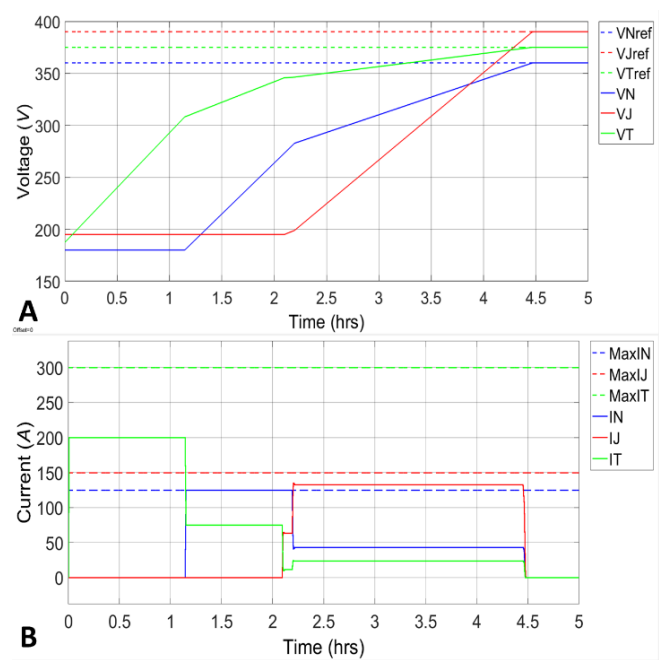 400
350
300
250
200
150
Voltage (V)
0 0.5 1 1.5 2 2.5 3 3.5 4 4.5 5
Time (hrs)
VNref
VJref
VTref
VN
VJ
VT
A
Offset=0
300
250
200
150
100
50
0
Current (A)
0 0.5 1 1.5 2 2.5 3 3.5 4 4.5 5
Time (hrs)
MaxIN
MaxIJ
MaxIT
IN
IJ
IT
B